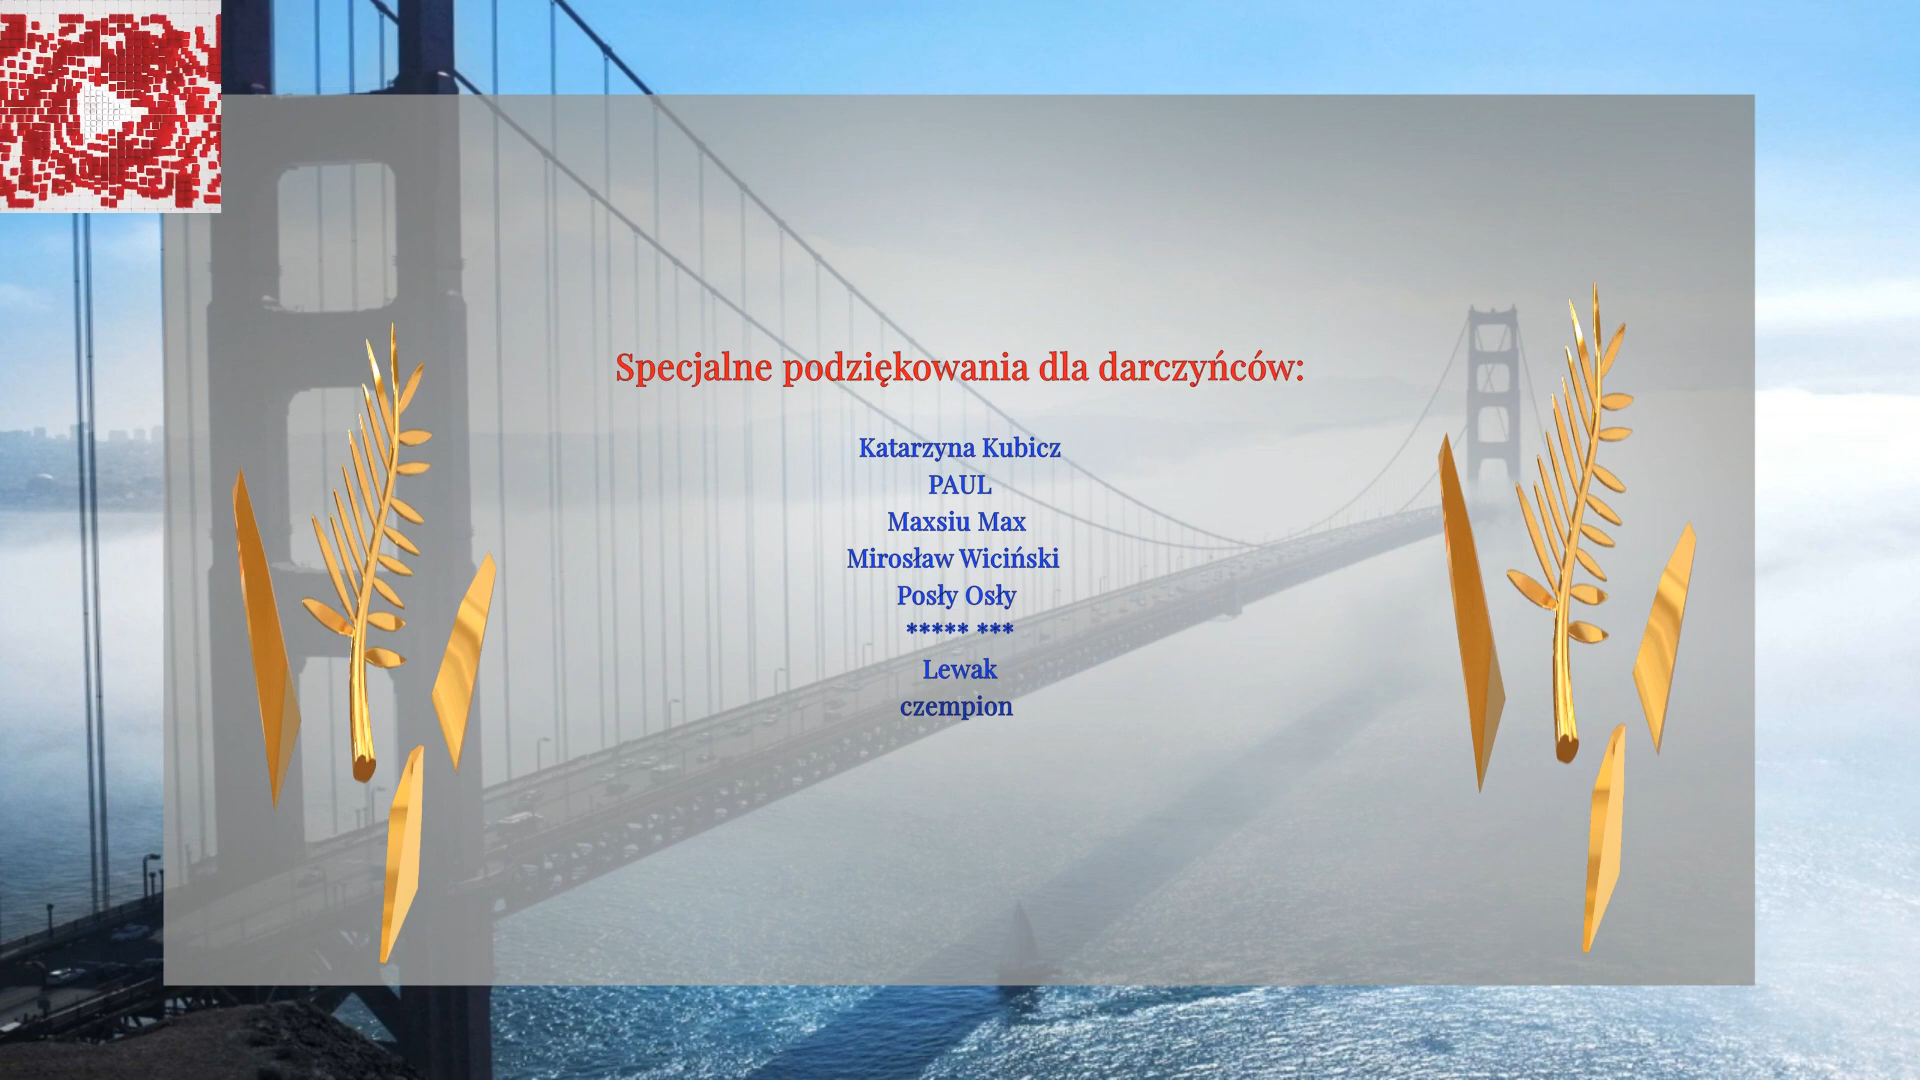 Specjalne podziękowania dla darczyńców:
Katarzyna Kubicz
PAUL
Maxsiu Max
Mirosław Wiciński
Posły Osły
***** ***
Lewak
czempion